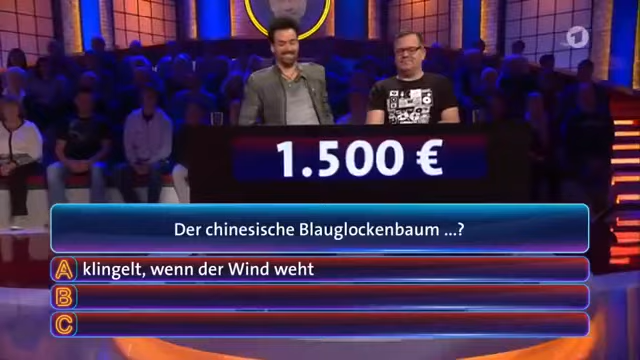 1.500 €
Der chinesische Blauglockenbaum ...?
A klingelt, wenn der Wind weht
B
C